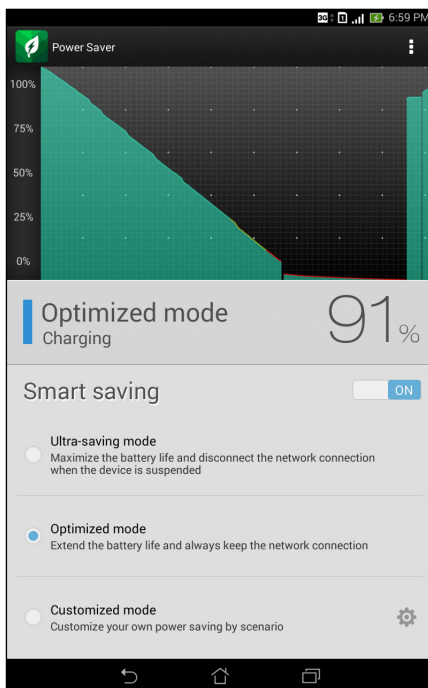 3G 1 6:59 PM
Power Saver
100%
75%
50%
25%
0%
Optimized mode 91%
Charging
Smart saving ON
Ultra-saving mode
Maximize the battery life and disconnect the network connection
when the device is suspended
Optimized mode
Extend the battery life and always keep the network connection
Customized mode
Customize your own power saving by scenario